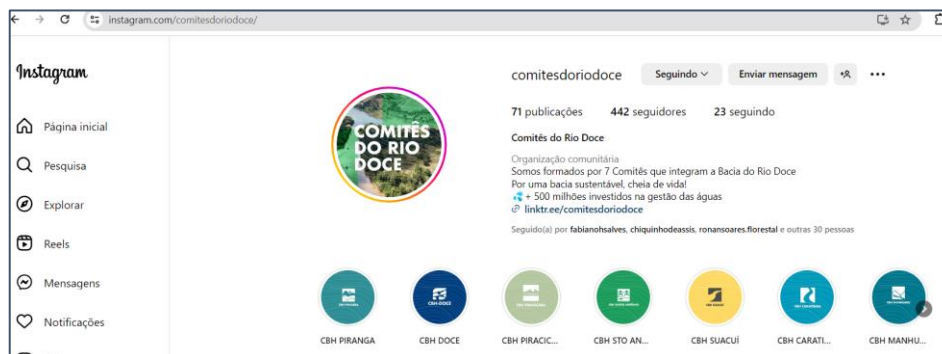 instagram.com/comitesdoriodoce/
Instagram
Página inicial
Pesquisa
Explorar
Reels
Mensagens
Notificações
COMITÊS
DO RIO
DOCE
comitesdoriodoce Seguindo Enviar mensagem
71 publicações 442 seguidores 23 seguindo
Comitês do Rio Doce
Organização comunitária
Somos formados por 7 Comitês que integram a Bacia do Rio Doce
Por uma bacia sustentável, cheia de vida!
💦 + 500 milhões investidos na gestão das águas
linktr.ee/comitesdoriodoce
Seguido(a) por fabianohsalves, chiquinhodeassis, ronansoares.florestal e outras 30 pessoas
CBH-DOCE
CBH PIRANGA CBH DOCE CBH PIRACIC... CBH STO AN... CBH SUACUÍ CBH CARATI... CBH MANHU...